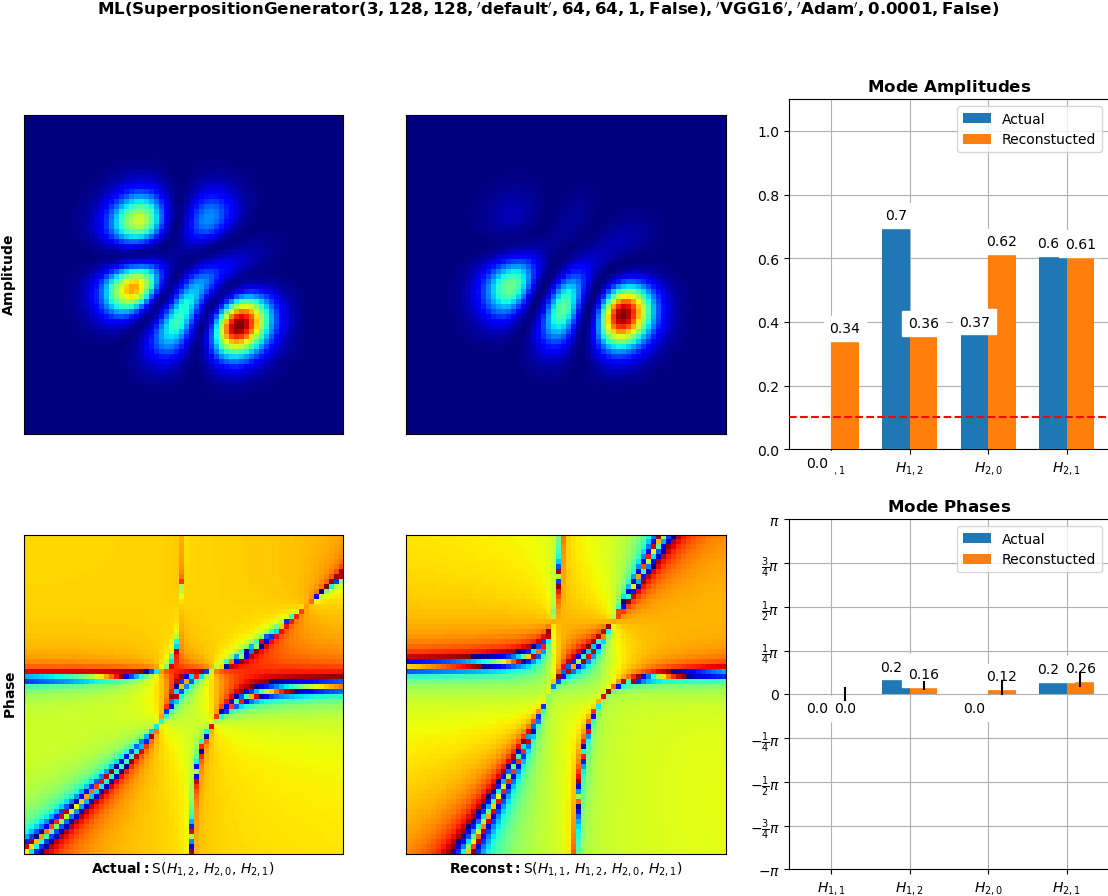 ML(SuperpositionGenerator(3, 128, 128, 'default', 64, 64, 1, False), 'VGG16', 'Adam', 0.0001, False)
Amplitude
Mode Amplitudes
Actual
Reconstucted
1.0
0.8
0.6
0.4
0.2
0.0
0.0
0.34
0.7
0.36
0.37
0.62
0.6
0.61
, 1
H1, 2
H2, 0
H2, 1
Phase
Actual: S(H1, 2, H2, 0, H2, 1)
Reconst: S(H1, 1, H1, 2, H2, 0, H2, 1)
Mode Phases
Actual
Reconstucted
π
3/4π
1/2π
1/4π
0
−1/4π
−1/2π
−3/4π
−π
0.0
0.0
0.2
0.16
0.0
0.12
0.2
0.26
H1, 1
H1, 2
H2, 0
H2, 1